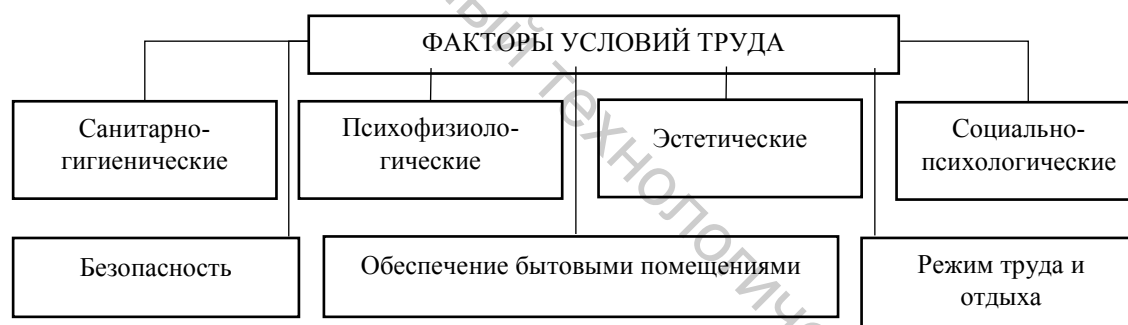 ФАКТОРЫ УСЛОВИЙ ТРУДА
Санитарно-
гигиенические
Психофизиоло-
гические
Эстетические
Социально-
психологические
Безопасность
Обеспечение бытовыми помещениями
Режим труда и
отдыха